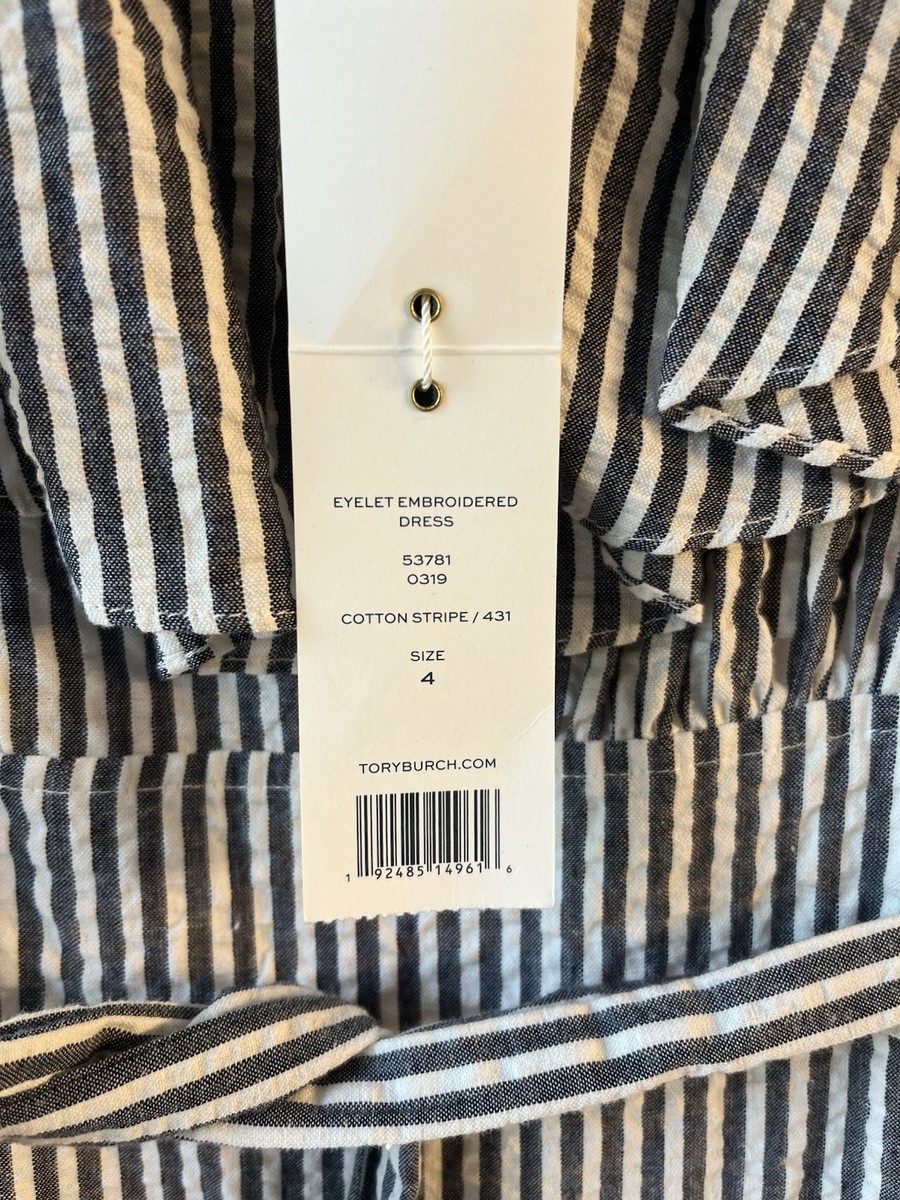 EYELET EMBROIDERED
DRESS
53781
0319
COTTON STRIPE / 431
SIZE
4
TORYBURCH.COM
1 92485 14961 6